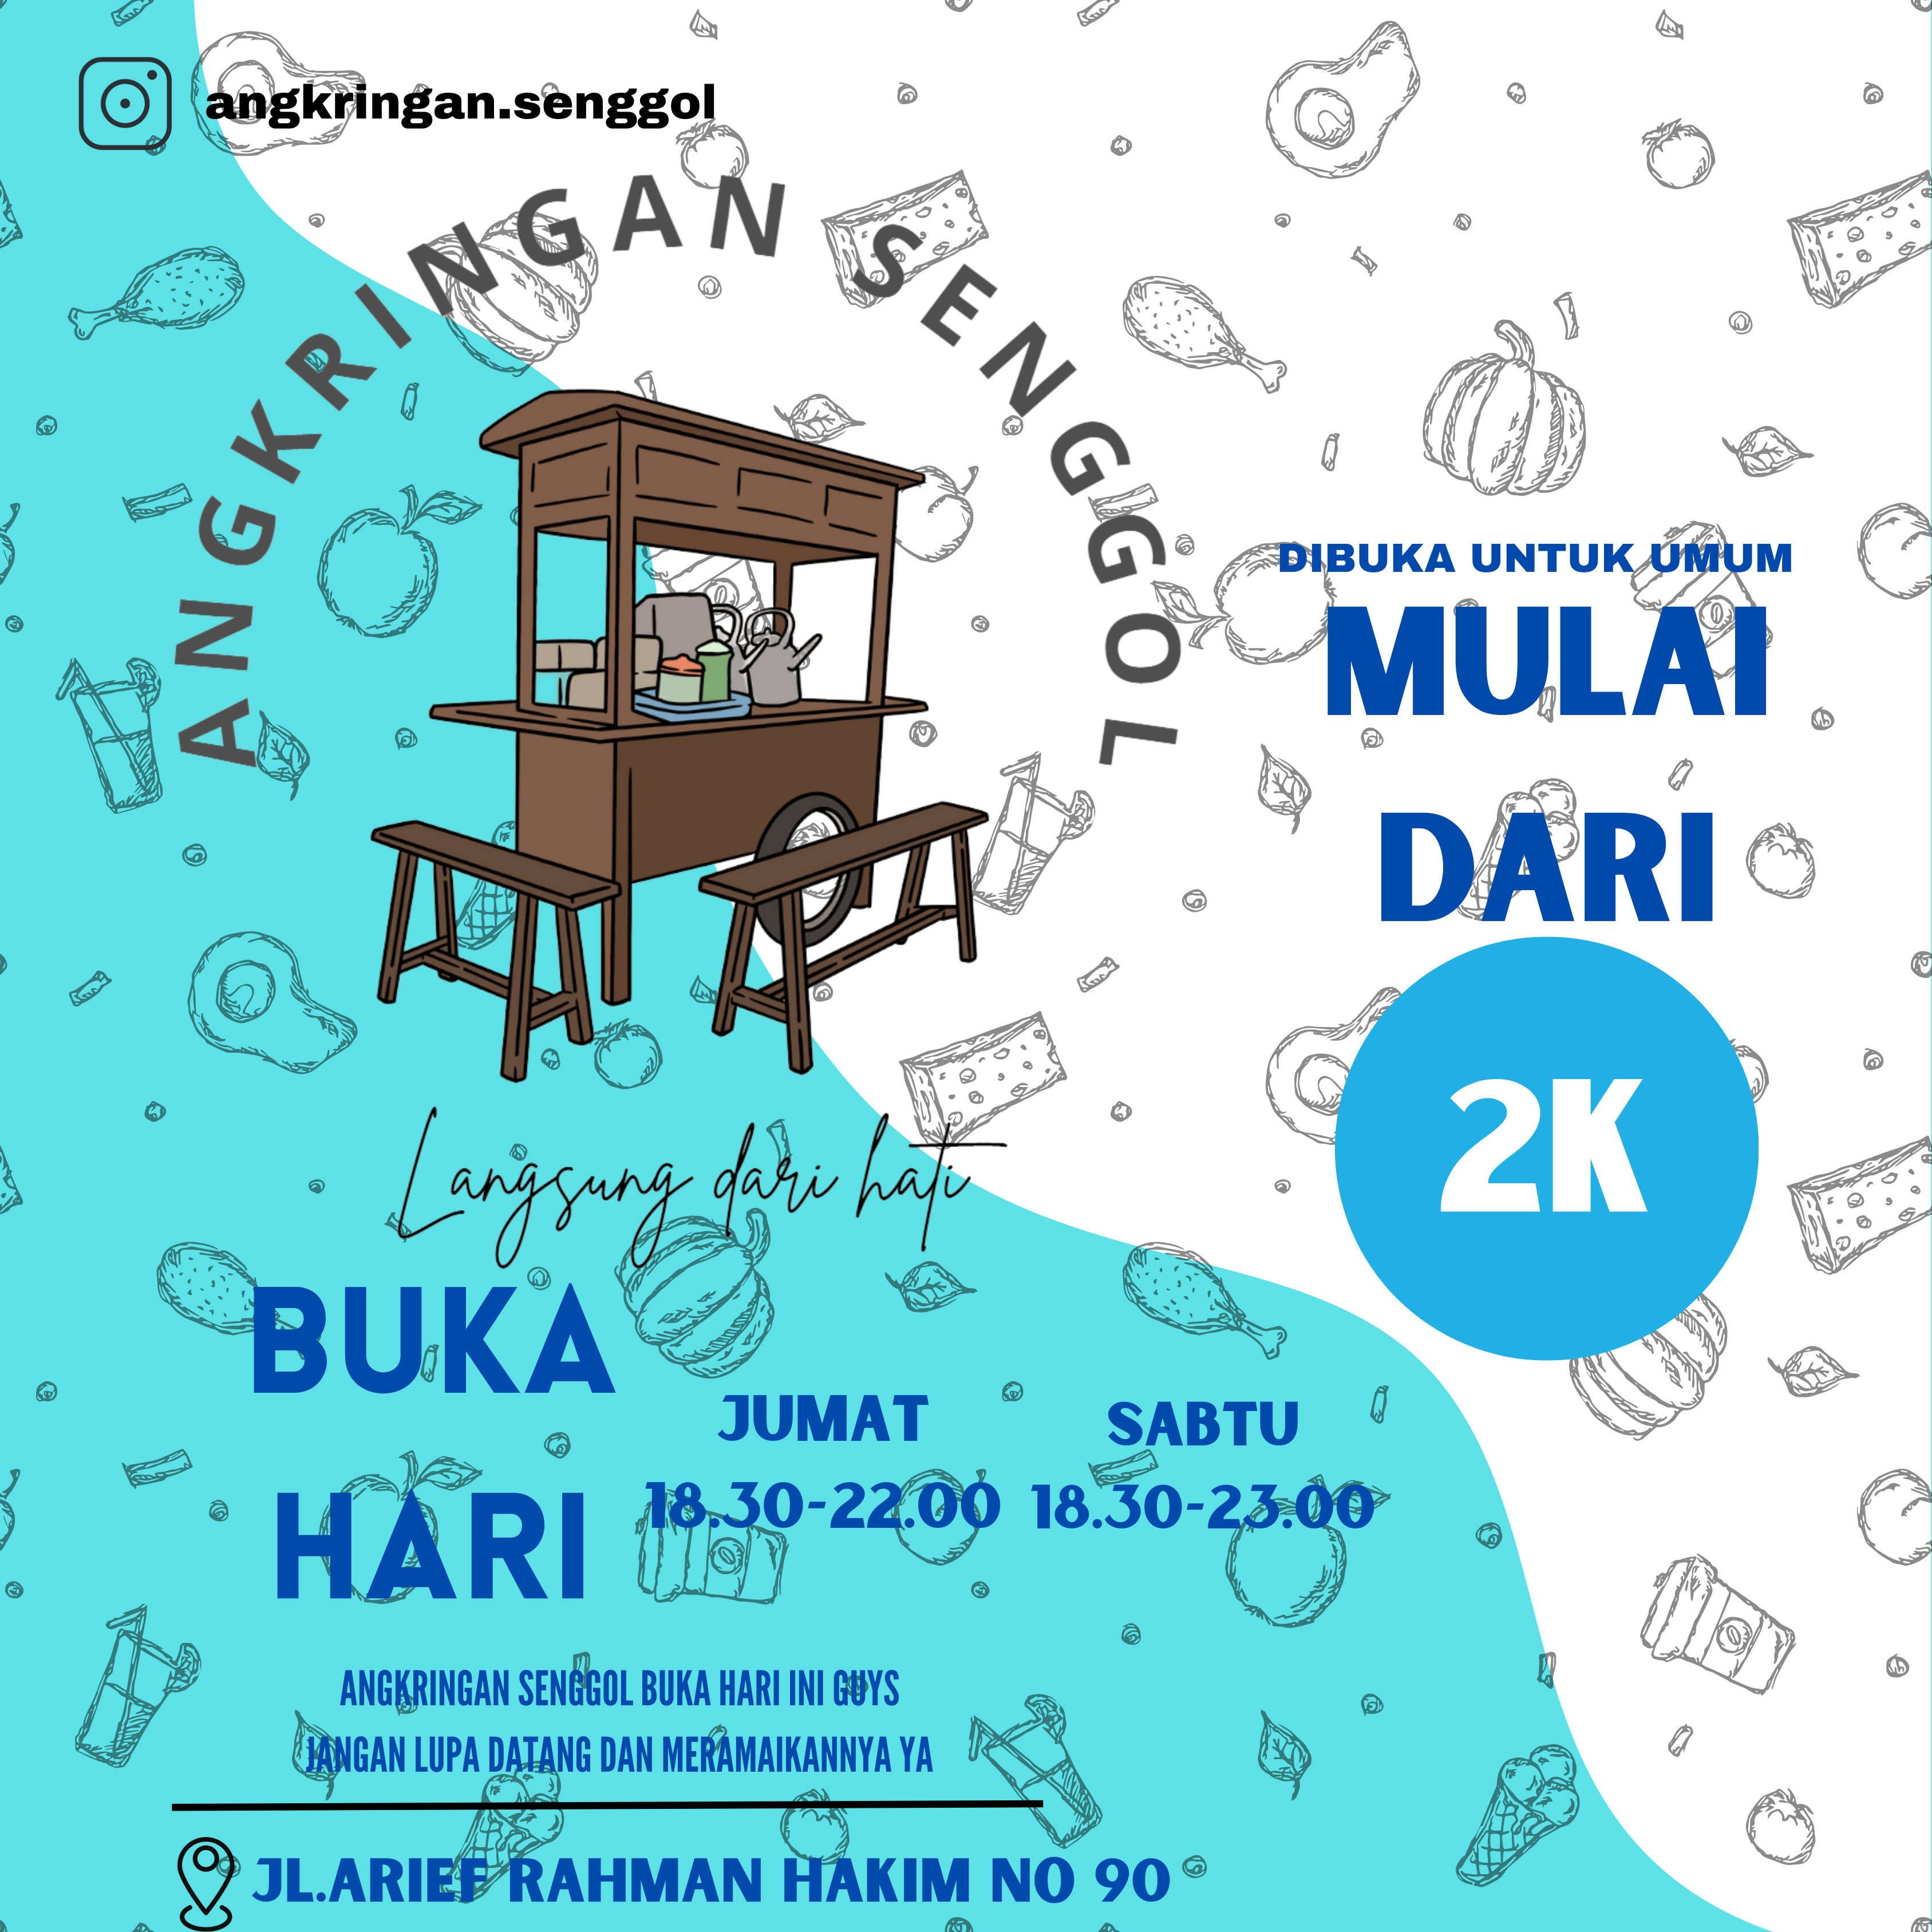 angkringan.senggol
ANGKRINGAN SENGGOL
DIBUKA UNTUK UMUM
MULAI
DARI
2K
Langsung dari hati
BUKA
HARI
JUMAT
18.30-22.00
SABTU
18.30-23.00
ANGKRINGAN SENGGOL BUKA HARI INI GUYS
JANGAN LUPA DATANG DAN MERAMAIKANNYA YA
JL.ARIEF RAHMAN HAKIM NO 90